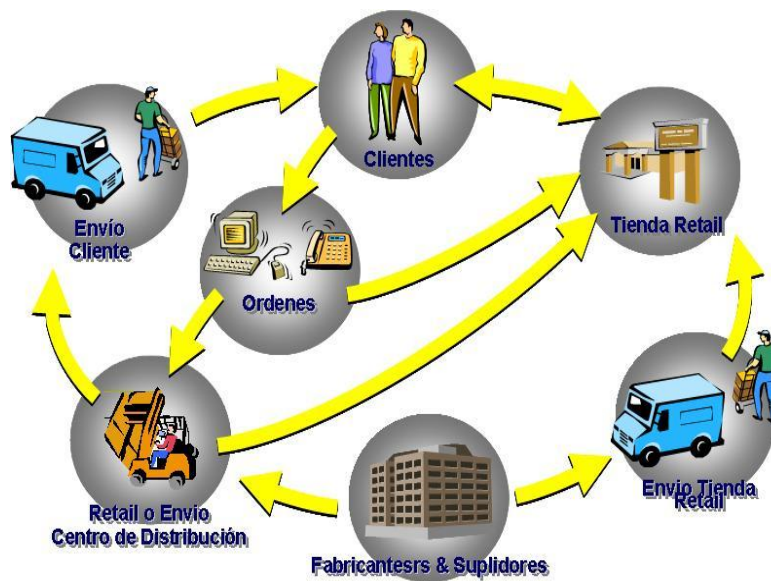 Clientes
Envío
Cliente
Tienda Retail
Ordenes
Envio Tienda
Retail
Retail o Envio
Centro de Distribución
Fabricantesrs & Suplidores